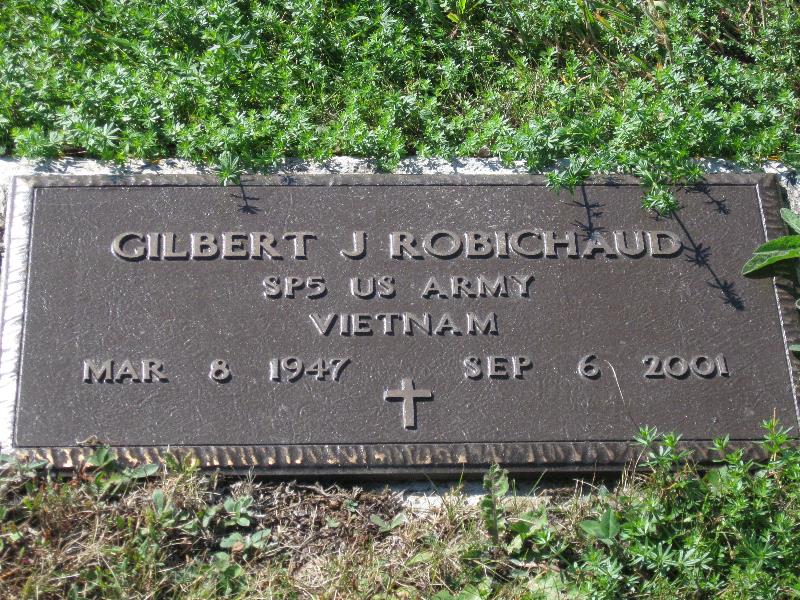 GILBERT J ROBICHAUD
SP5 US ARMY
VIETNAM
MAR 8 1947 SEP 6 2001